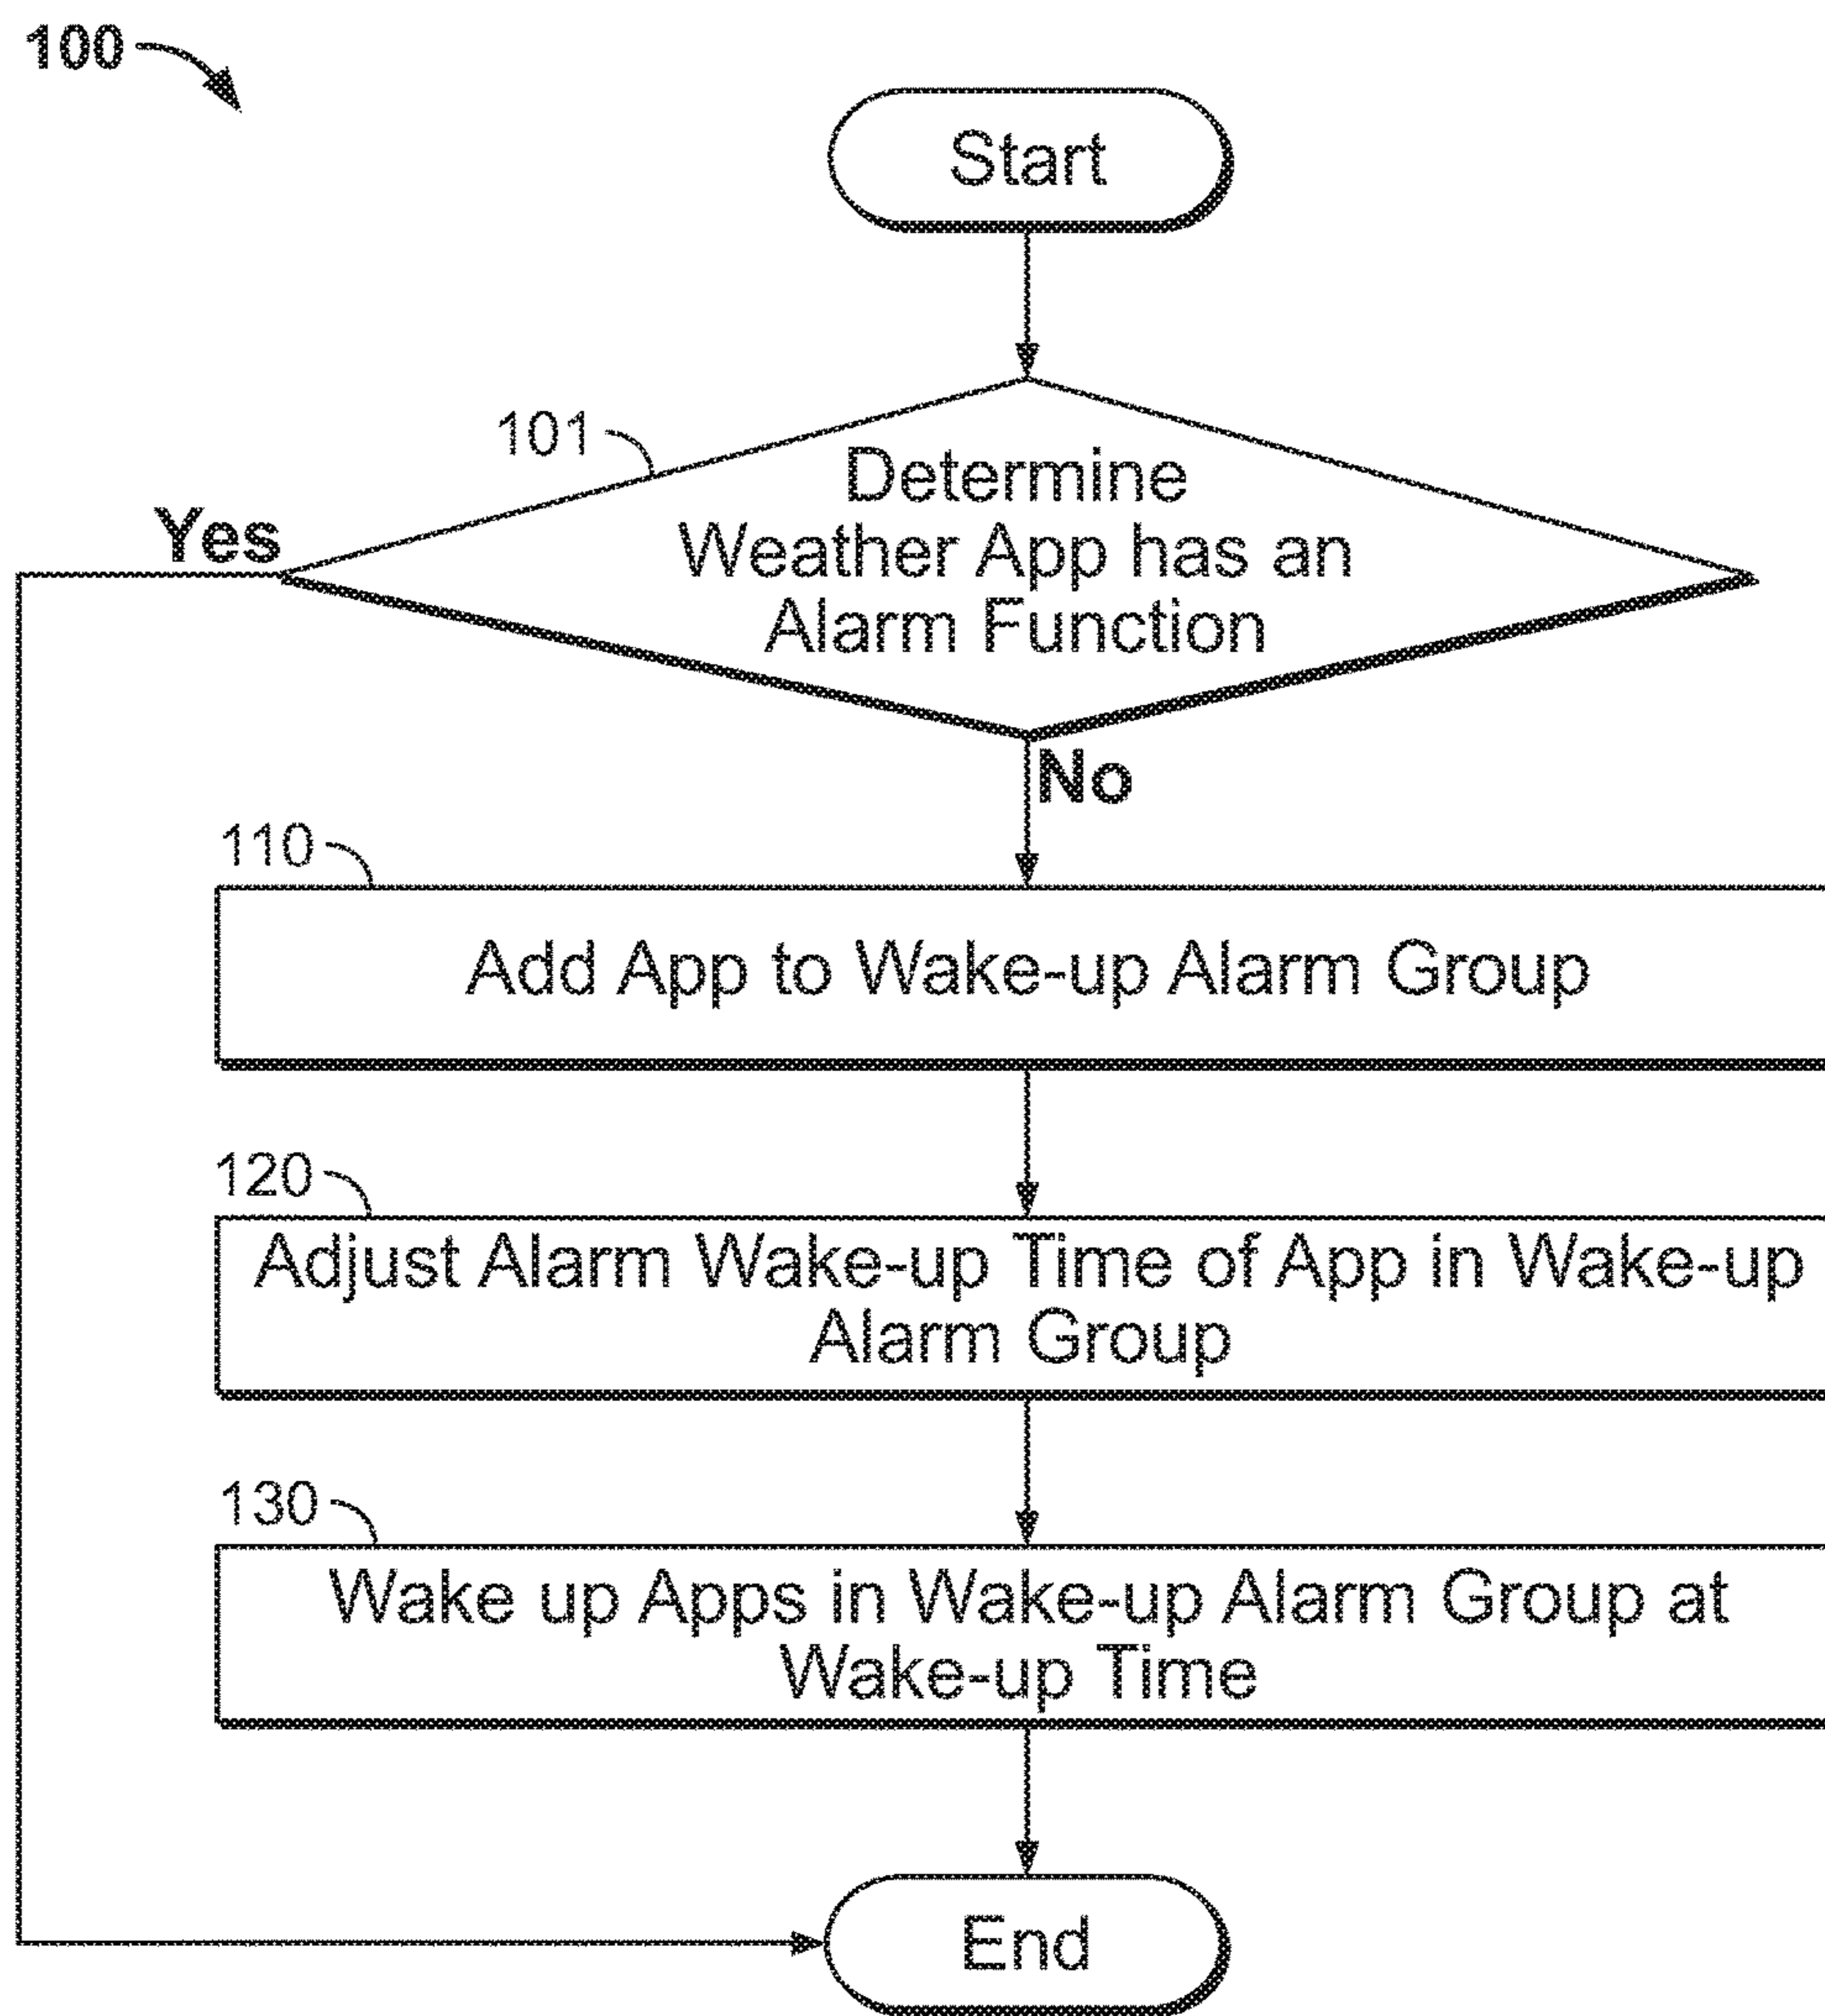 100
Start
101
Determine
Weather App has an
Alarm Function
Yes
No
110
Add App to Wake-up Alarm Group
120
Adjust Alarm Wake-up Time of App in Wake-up
Alarm Group
130
Wake up Apps in Wake-up Alarm Group at
Wake-up Time
End